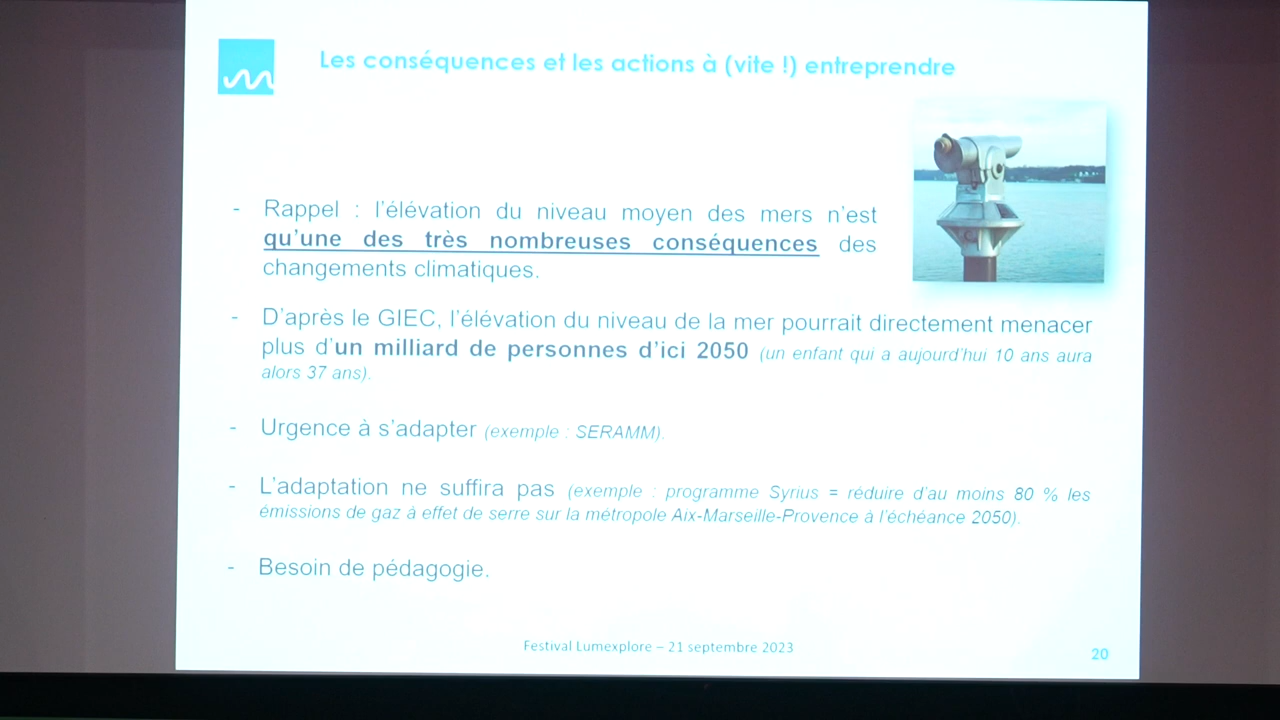 Les conséquences et les actions à (vite !) entreprendre
- Rappel : l'élévation du niveau moyen des mers n'est
qu'une des très nombreuses conséquences des
changements climatiques.
- D'après le GIEC, l'élévation du niveau de la mer pourrait directement menacer
plus d'un milliard de personnes d'ici 2050 (un enfant qui a aujourd'hui 10 ans aura
alors 37 ans).
- Urgence à s'adapter (exemple : SERAMM).
- L'adaptation ne suffira pas (exemple : programme Syrius = réduire d'au moins 80 % les
émissions de gaz à effet de serre sur la métropole Aix-Marseille-Provence à l'échéance 2050).
- Besoin de pédagogie.
Festival Lumexplore – 21 septembre 2023
20